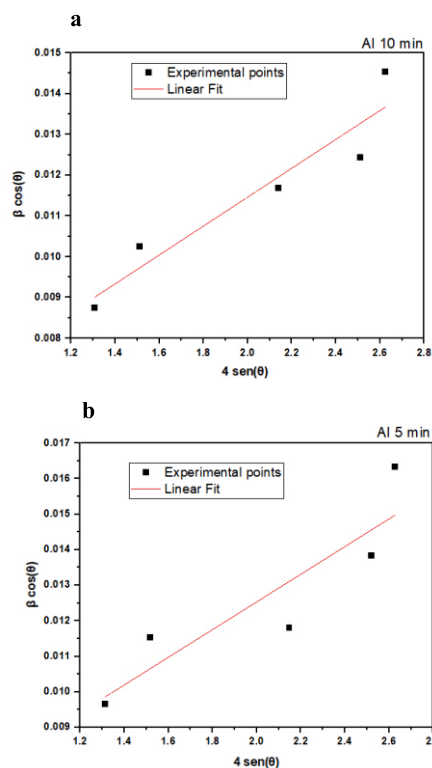 a
Al 10 min
Experimental points
Linear Fit
0.015
0.014
0.013
0.012
0.011
0.010
0.009
0.008
β cos(θ)
1.2 1.4 1.6 1.8 2.0 2.2 2.4 2.6 2.8
4 sen(θ)
b
Al 5 min
Experimental points
Linear Fit
0.017
0.016
0.015
0.014
0.013
0.012
0.011
0.010
0.009
β cos(θ)
1.2 1.4 1.6 1.8 2.0 2.2 2.4 2.6 2.8
4 sen(θ)